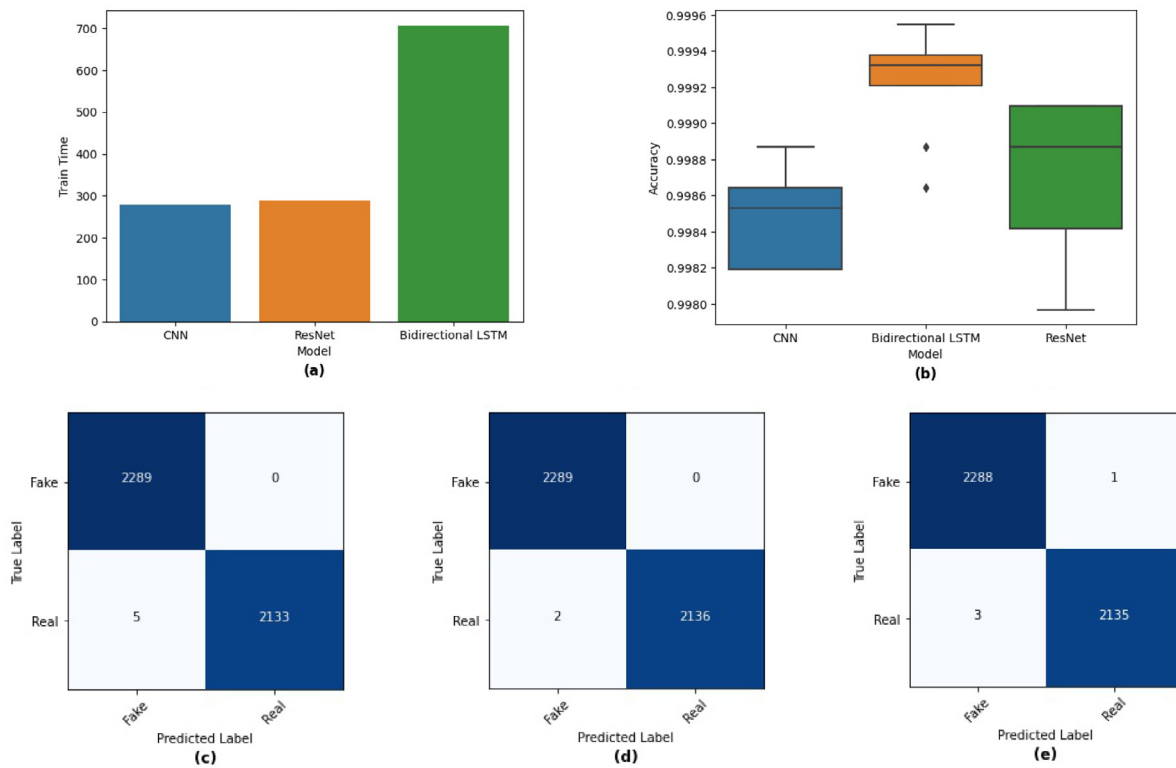 Train Time
700
600
500
400
300
200
100
0
CNN
ResNet
Bidirectional LSTM
Model
(a)
Accuracy
0.9996
0.9994
0.9992
0.9990
0.9988
0.9986
0.9984
0.9982
0.9980
CNN
Bidirectional LSTM
ResNet
Model
(b)
True Label
Fake
2289
0
Real
5
2133
Fake
Real
Predicted Label
(c)
True Label
Fake
2289
0
Real
2
2136
Fake
Real
Predicted Label
(d)
True Label
Fake
2288
1
Real
3
2135
Fake
Real
Predicted Label
(e)